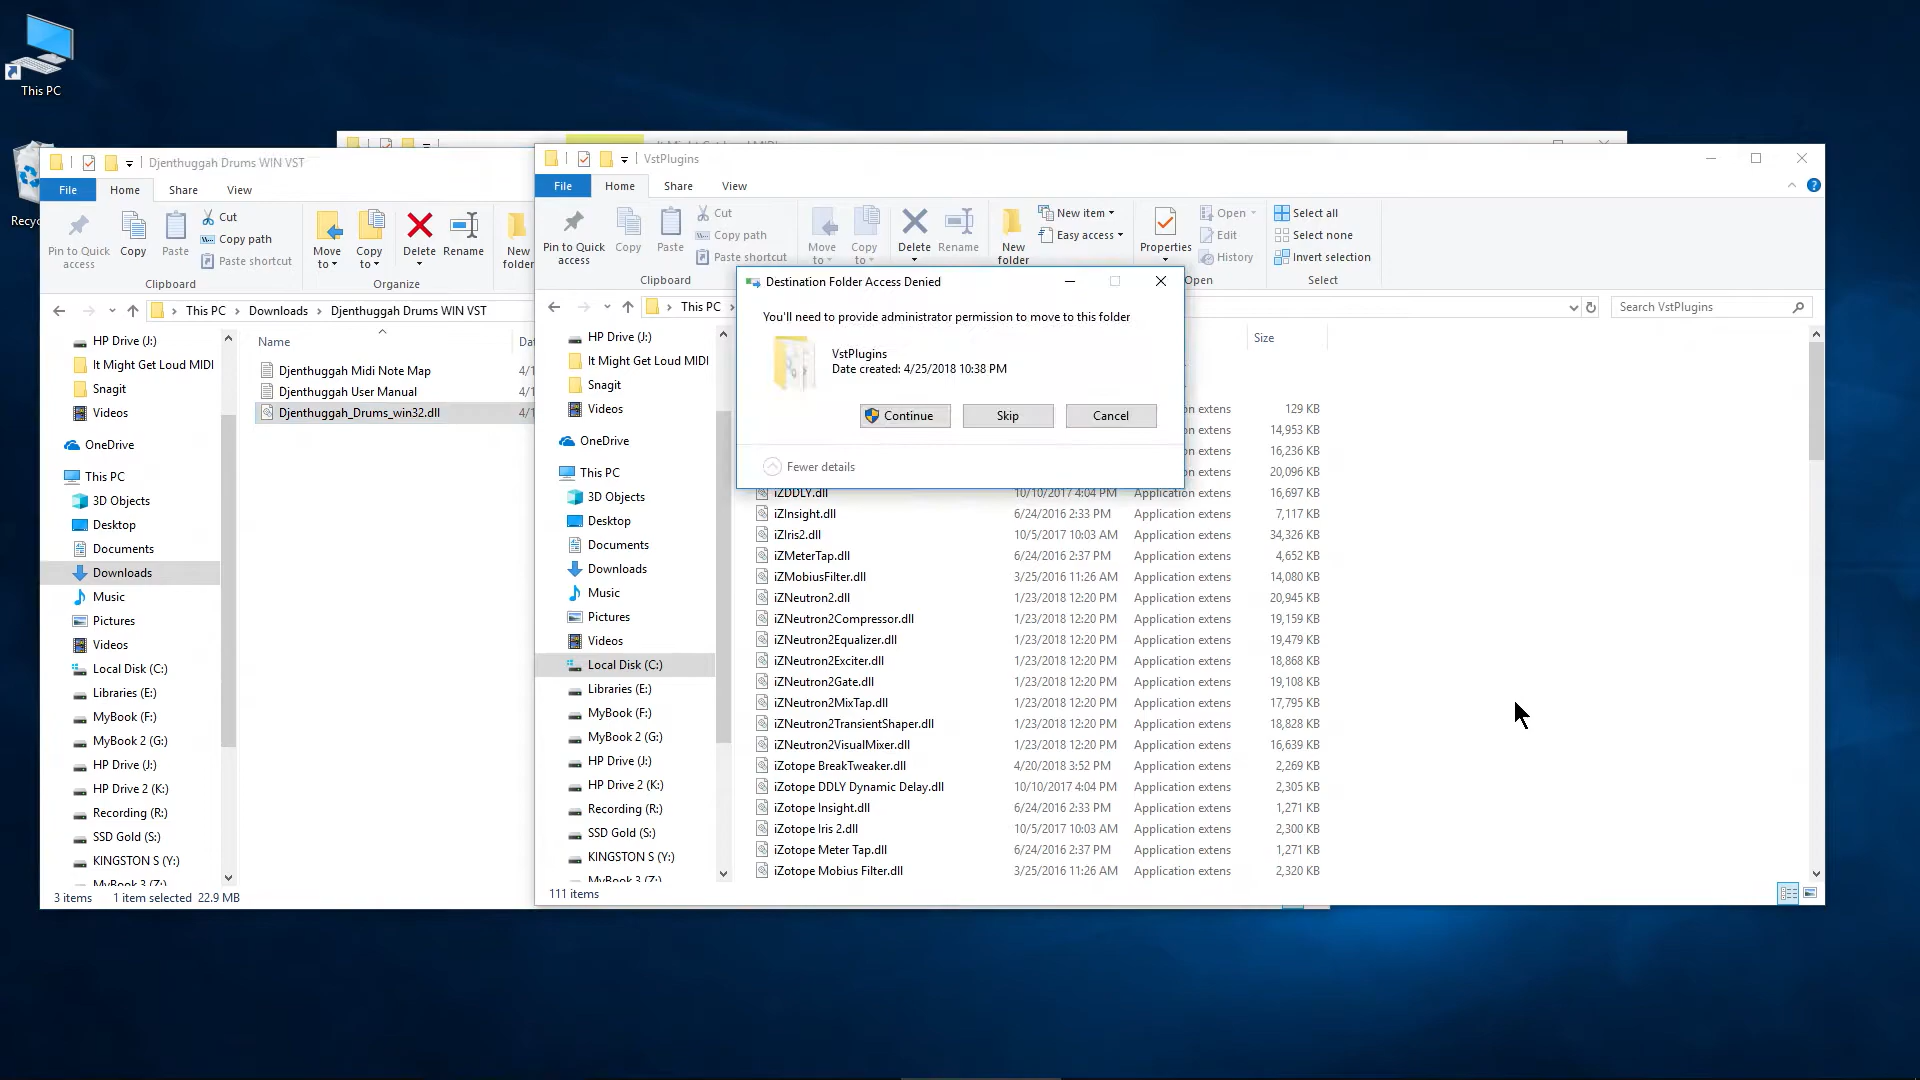 This PC
Recyc
Djenthuggah Drums WIN VST
File
Home
Share
View
Pin to Quick access
Copy
Paste
Cut
Copy path
Paste shortcut
Clipboard
Move to
Copy to
Delete
Rename
Organize
New folder
This PC
Downloads
Djenthuggah Drums WIN VST
HP Drive (J:)
It Might Get Loud MIDI
Snagit
Videos
OneDrive
This PC
3D Objects
Desktop
Documents
Downloads
Music
Pictures
Videos
Local Disk (C:)
Libraries (E:)
MyBook (F:)
MyBook 2 (G:)
HP Drive (J:)
HP Drive 2 (K:)
Recording (R:)
SSD Gold (S:)
KINGSTON S (Y:)
MyBook 3 (Z:)
Name
Dat
Djenthuggah Midi Note Map
4/1
Djenthuggah User Manual
4/1
Djenthuggah_Drums_win32.dll
4/1
3 items
1 item selected 22.9 MB
VstPlugins
File
Home
Share
View
Pin to Quick access
Copy
Paste
Cut
Copy path
Paste shortcut
Clipboard
Move to
Copy to
Delete
Rename
New folder
New item
Easy access
Properties
Open
Edit
History
Open
Select all
Select none
Invert selection
Select
This PC
Search VstPlugins
HP Drive (J:)
It Might Get Loud MIDI
Snagit
Videos
OneDrive
This PC
3D Objects
Desktop
Documents
Downloads
Music
Pictures
Videos
Local Disk (C:)
Libraries (E:)
MyBook (F:)
MyBook 2 (G:)
HP Drive (J:)
HP Drive 2 (K:)
Recording (R:)
SSD Gold (S:)
KINGSTON S (Y:)
MyBook 3 (Z:)
Destination Folder Access Denied
You'll need to provide administrator permission to move to this folder
VstPlugins
Date created: 4/25/2018 10:38 PM
Continue
Skip
Cancel
Fewer details
Size
on extens 129 KB
on extens 14,953 KB
on extens 16,236 KB
on extens 20,096 KB
iZDDLY.dll 10/10/2017 4:04 PM Application extens 16,697 KB
iZInsight.dll 6/24/2016 2:33 PM Application extens 7,117 KB
iZIris2.dll 10/5/2017 10:03 AM Application extens 34,326 KB
iZMeterTap.dll 6/24/2016 2:37 PM Application extens 4,652 KB
iZMobiusFilter.dll 3/25/2016 11:26 AM Application extens 14,080 KB
iZNeutron2.dll 1/23/2018 12:20 PM Application extens 20,945 KB
iZNeutron2Compressor.dll 1/23/2018 12:20 PM Application extens 19,159 KB
iZNeutron2Equalizer.dll 1/23/2018 12:20 PM Application extens 19,479 KB
iZNeutron2Exciter.dll 1/23/2018 12:20 PM Application extens 18,868 KB
iZNeutron2Gate.dll 1/23/2018 12:20 PM Application extens 19,108 KB
iZNeutron2MixTap.dll 1/23/2018 12:20 PM Application extens 17,795 KB
iZNeutron2TransientShaper.dll 1/23/2018 12:20 PM Application extens 18,828 KB
iZNeutron2VisualMixer.dll 1/23/2018 12:20 PM Application extens 16,639 KB
iZotope BreakTweaker.dll 4/20/2018 3:52 PM Application extens 2,269 KB
iZotope DDLY Dynamic Delay.dll 10/10/2017 4:04 PM Application extens 2,305 KB
iZotope Insight.dll 6/24/2016 2:33 PM Application extens 1,271 KB
iZotope Iris 2.dll 10/5/2017 10:03 AM Application extens 2,300 KB
iZotope Meter Tap.dll 6/24/2016 2:37 PM Application extens 1,271 KB
iZotope Mobius Filter.dll 3/25/2016 11:26 AM Application extens 2,320 KB
111 items